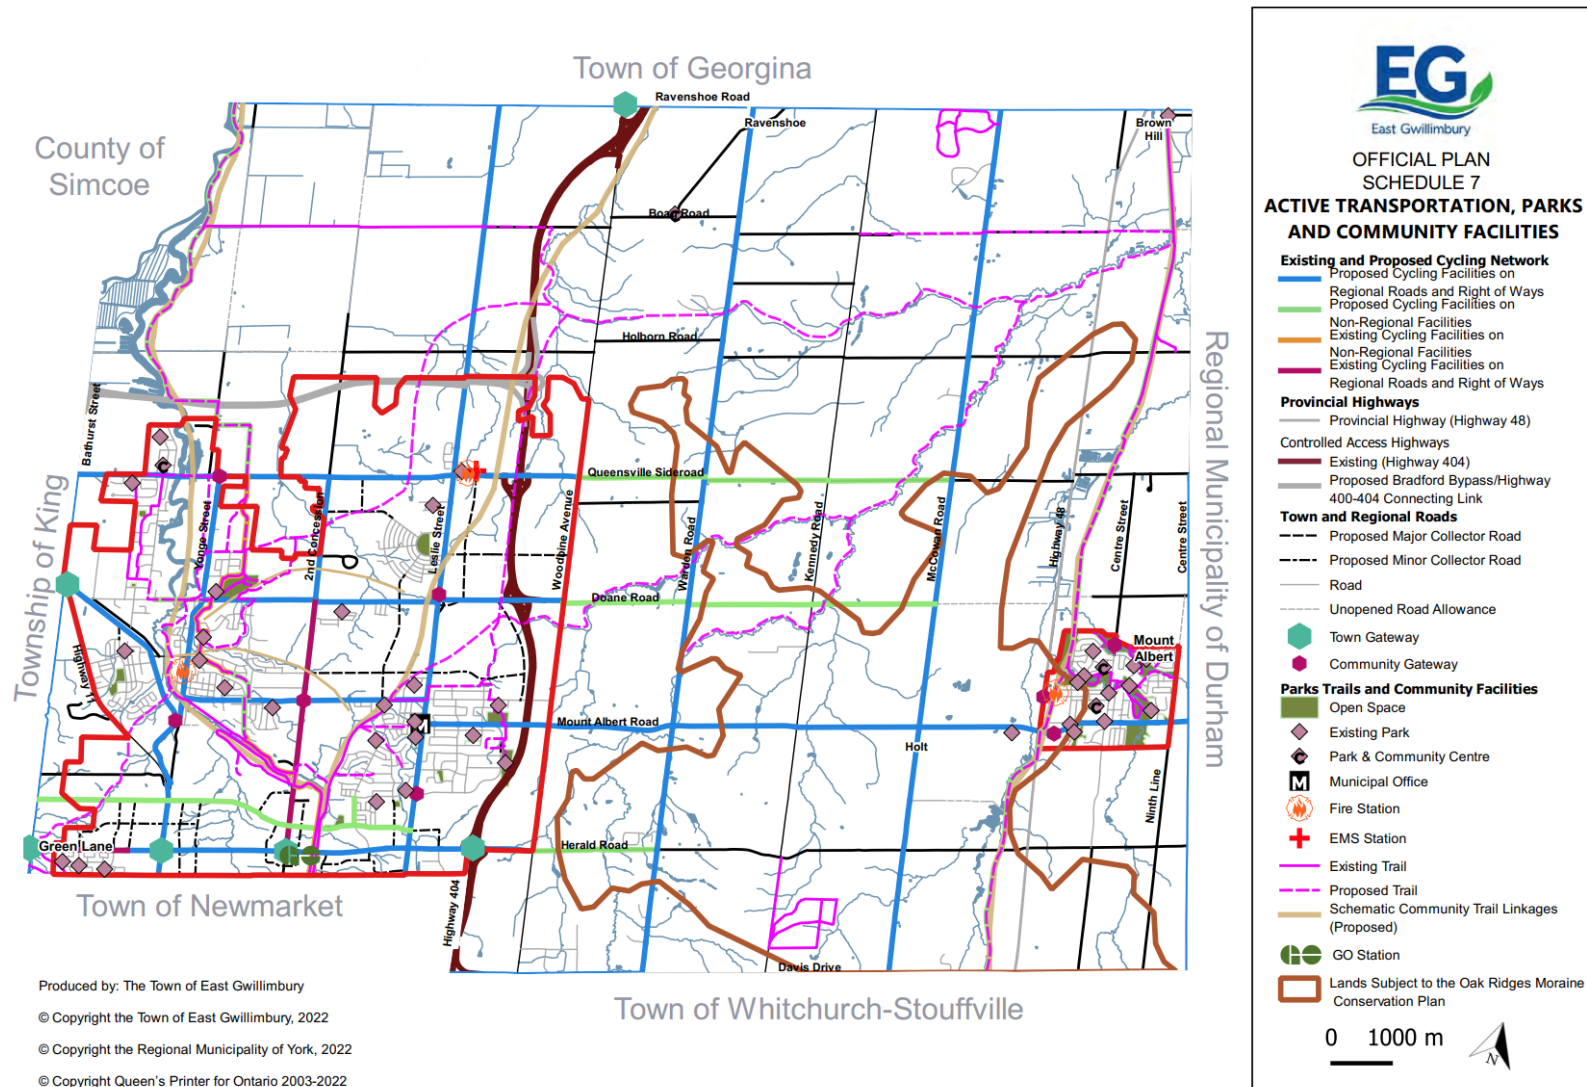 Town of Georgina
Ravenshoe Road
County of
Simcoe
Ravenshoe
Brown
Hill
Boag Road
Holborn Road
Bathurst Street
Regional Municipality of Durham
Township of King
Queensville Sideroad
Yonge Street
2nd Concession
Leslie Street
Woodbine Avenue
Warden Road
Kennedy Road
McCowan Road
Highway 48
Centre Street
Centre Street
Doane Road
Highway 11
Mount
Albert
C
C
C
C
M
Mount Albert Road
Holt
Ninth Line
Green Lane
Herald Road
Highway 404
Davis Drive
Town of Newmarket
Town of Whitchurch-Stouffville
Produced by: The Town of East Gwillimbury
© Copyright the Town of East Gwillimbury, 2022
© Copyright the Regional Municipality of York, 2022
© Copyright Queen's Printer for Ontario 2003-2022
EG
East Gwillimbury
OFFICIAL PLAN
SCHEDULE 7
ACTIVE TRANSPORTATION, PARKS
AND COMMUNITY FACILITIES
Existing and Proposed Cycling Network
Proposed Cycling Facilities on
Regional Roads and Right of Ways
Proposed Cycling Facilities on
Non-Regional Facilities
Existing Cycling Facilities on
Non-Regional Facilities
Existing Cycling Facilities on
Regional Roads and Right of Ways
Provincial Highways
Provincial Highway (Highway 48)
Controlled Access Highways
Existing (Highway 404)
Proposed Bradford Bypass/Highway
400-404 Connecting Link
Town and Regional Roads
Proposed Major Collector Road
Proposed Minor Collector Road
Road
Unopened Road Allowance
Town Gateway
Community Gateway
Parks Trails and Community Facilities
Open Space
Existing Park
C Park & Community Centre
M Municipal Office
Fire Station
EMS Station
Existing Trail
Proposed Trail
Schematic Community Trail Linkages
(Proposed)
GO Station
Lands Subject to the Oak Ridges Moraine
Conservation Plan
0 1000 m
N